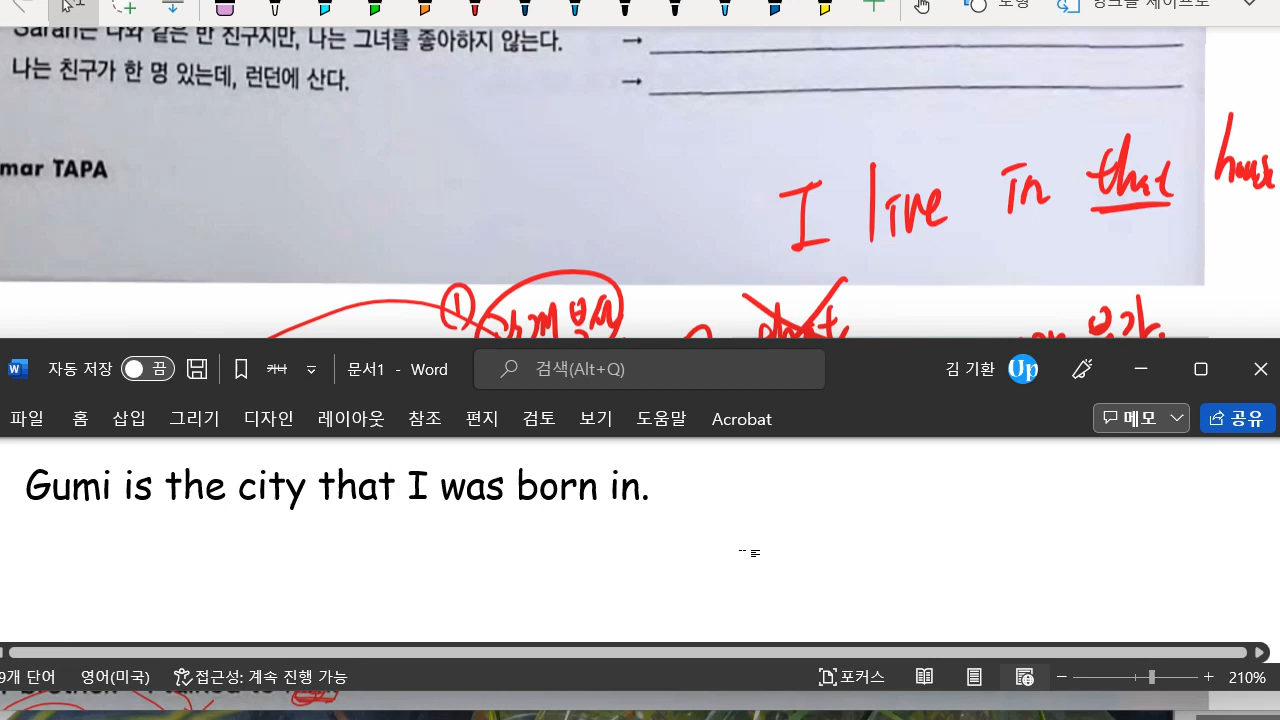 Sarah은 나와 같은 반 친구지만, 나는 그녀를 좋아하지 않는다. →
나는 친구가 한 명 있는데, 런던에 산다. →
mar TAPA
I live in that house
①
자동 저장 끔 문서1 - Word 검색(Alt+Q) 김 기환 Up
파일 홈 삽입 그리기 디자인 레이아웃 참조 편지 검토 보기 도움말 Acrobat 메모 공유
Gumi is the city that I was born in.
9개 단어 영어(미국) 접근성: 계속 진행 가능 포커스 210%